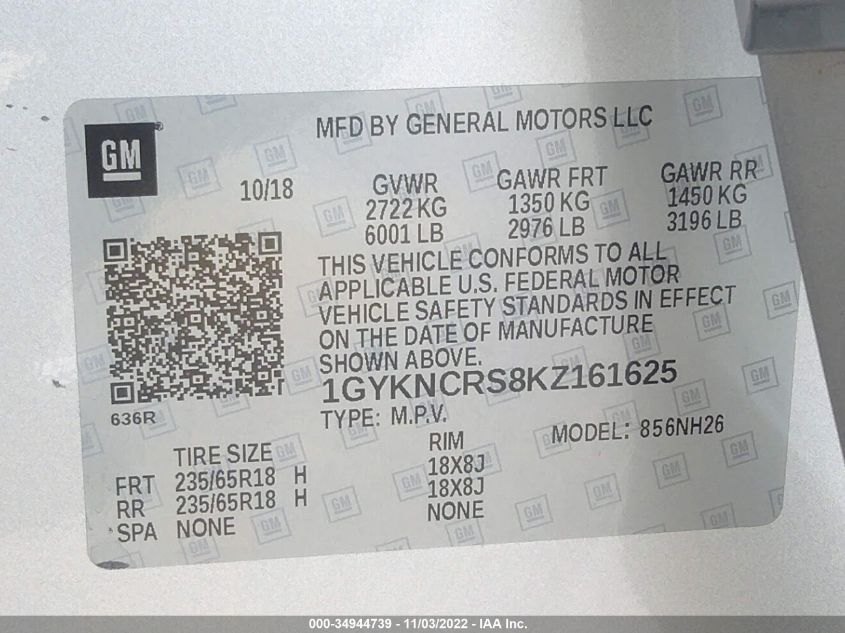 GM
MFD BY GENERAL MOTORS LLC
10/18
GVWR
2722 KG
6001 LB
GAWR FRT
1350 KG
2976 LB
GAWR RR
1450 KG
3196 LB
THIS VEHICLE CONFORMS TO ALL
APPLICABLE U.S. FEDERAL MOTOR
VEHICLE SAFETY STANDARDS IN EFFECT
ON THE DATE OF MANUFACTURE
SHOWN ABOVE.
1GYKNCRS8KZ161625
636R
TYPE: M.P.V.
MODEL: 856NH26
TIRE SIZE RIM
FRT 235/65R18 H 18X8J
RR 235/65R18 H 18X8J
SPA NONE NONE
000-34944739 - 11/03/2022 - IAA Inc.